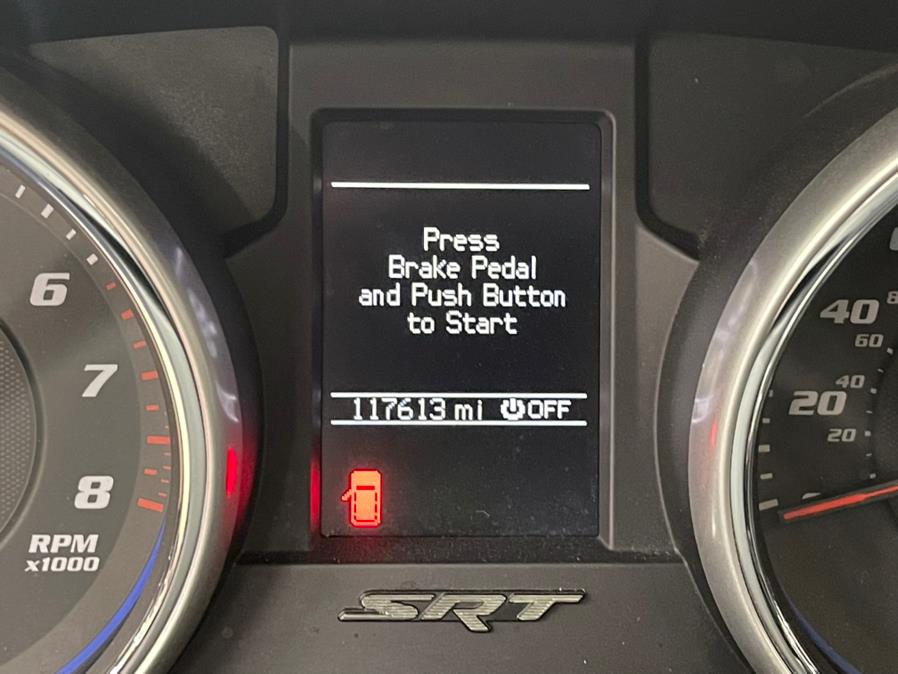 Press
Brake Pedal
and Push Button
to Start
117613 mi OFF
6
7
8
RPM
x1000
SRT
40
60
40
20
20